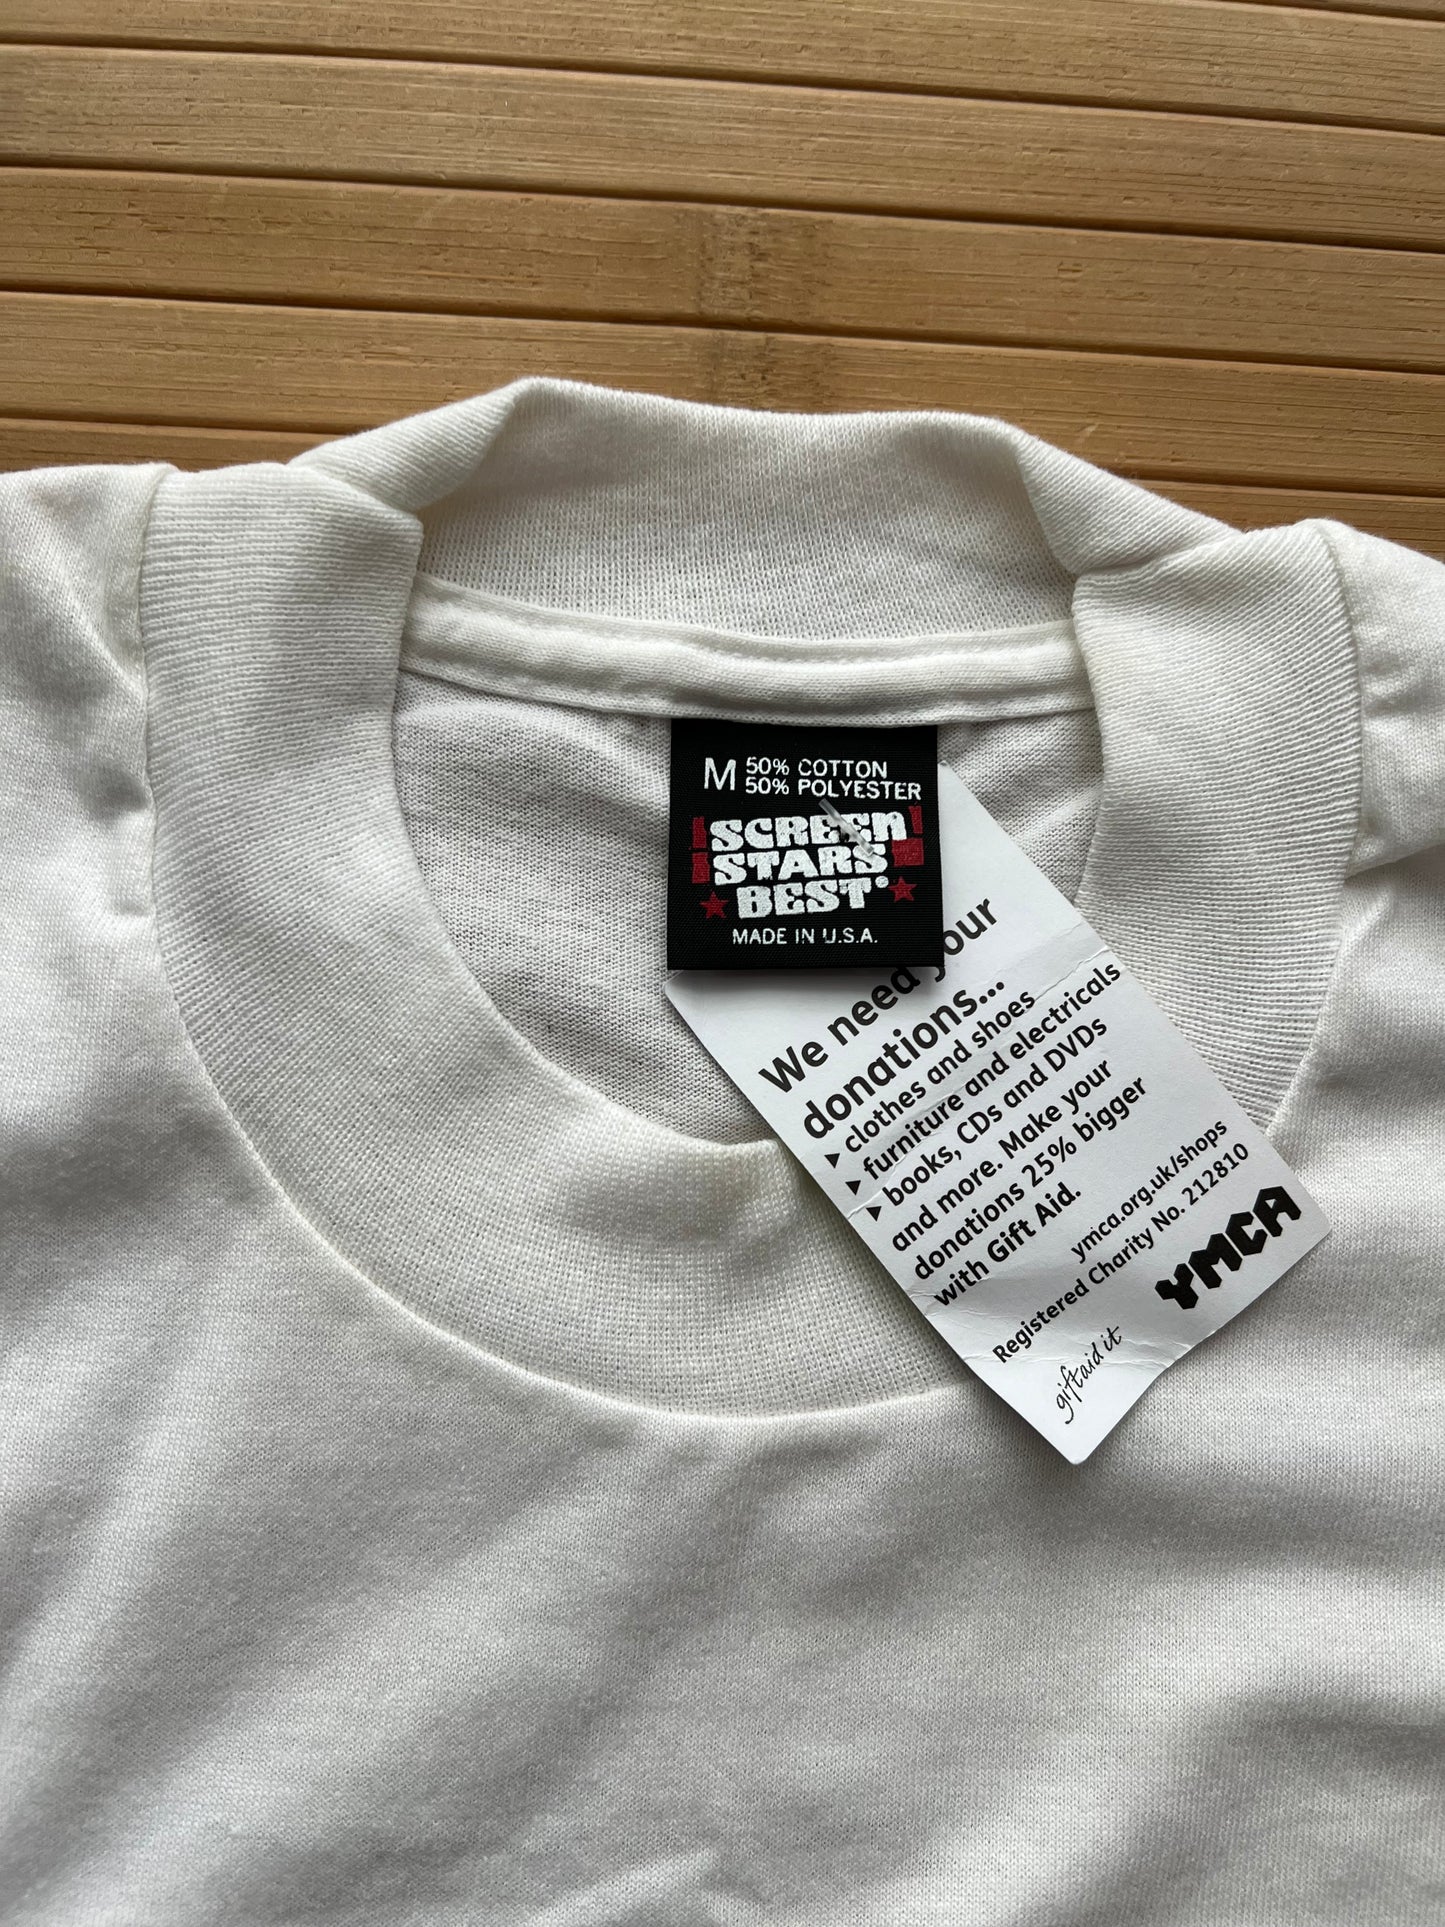 M 50% COTTON
50% POLYESTER
SCREEN
STARS
BEST
MADE IN U.S.A.
We need your
donations...
▶ clothes and shoes
▶ furniture and electricals
▶ books, CDs and DVDs
and more. Make your
donations 25% bigger
with Gift Aid.
ymca.org.uk/shops
Registered Charity No. 212810
YMCA
giftaid it